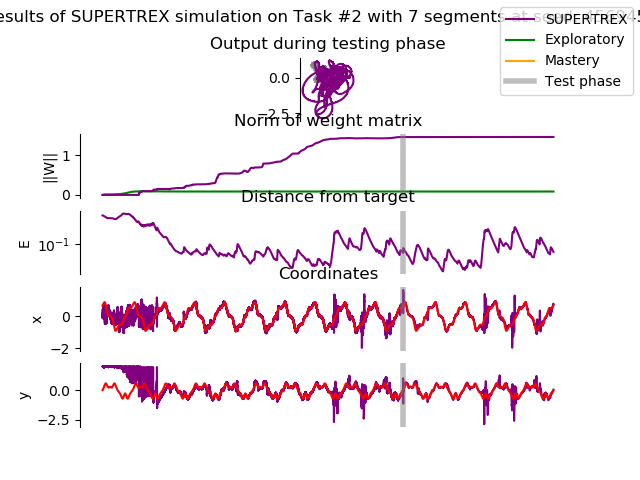 esults of SUPERTREX simulation on Task #2 with 7 segments at seed
SUPERTREX
Exploratory
Mastery
Test phase
Output during testing phase
0.0
−2.5
Norm of weight matrix
||W||
1
0
Distance from target
E
10⁻¹
Coordinates
x
0
−2
y
0.0
−2.5